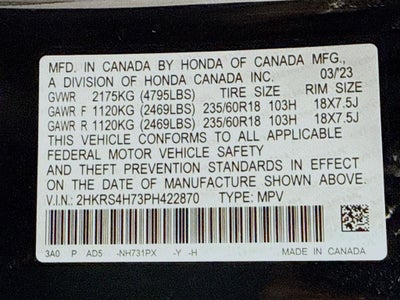 MFD. IN CANADA BY HONDA OF CANADA MFG.,
A DIVISION OF HONDA CANADA INC. 03/'23
GVWR 2175KG (4795LBS) TIRE SIZE RIM SIZE
GAWR F 1120KG (2469LBS) 235/60R18 103H 18X7.5J
GAWR R 1120KG (2469LBS) 235/60R18 103H 18X7.5J
THIS VEHICLE CONFORMS TO ALL APPLICABLE
FEDERAL MOTOR VEHICLE SAFETY
AND THEFT PREVENTION STANDARDS IN EFFECT
ON THE DATE OF MANUFACTURE SHOWN ABOVE.
V.I.N.: 2HKRS4H73PH422870 TYPE: MPV
3A0 P AD5 -NH731PX -Y -H MADE IN CANADA